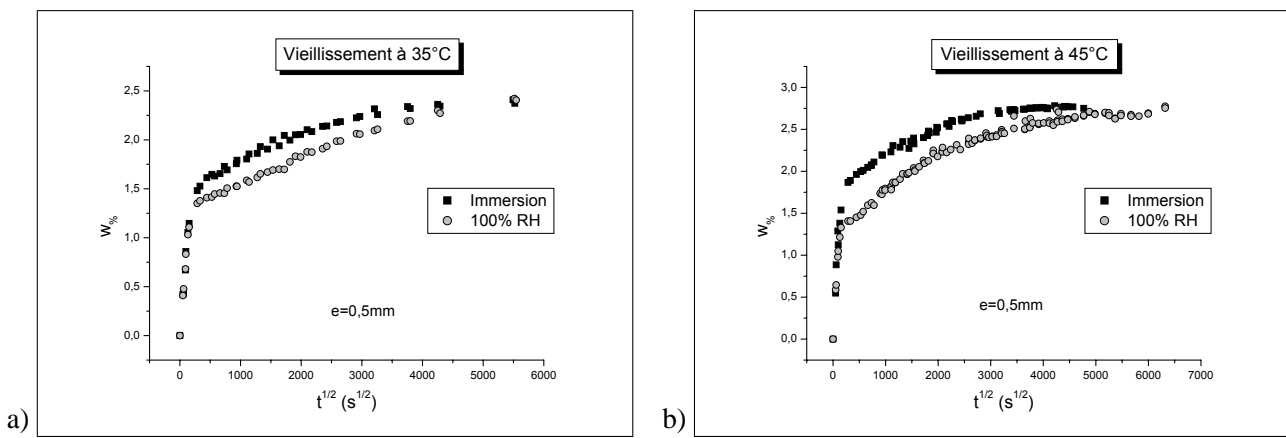 Vieillissement à 35°C
2,5
2,0
1,5
1,0
0,5
0,0
W%
Immersion
100% RH
e=0,5mm
0 1000 2000 3000 4000 5000 6000
t1/2 (s1/2)
a)
Vieillissement à 45°C
3,0
2,5
2,0
1,5
1,0
0,5
0,0
W%
Immersion
100% RH
e=0,5mm
0 1000 2000 3000 4000 5000 6000 7000
t1/2 (s1/2)
b)